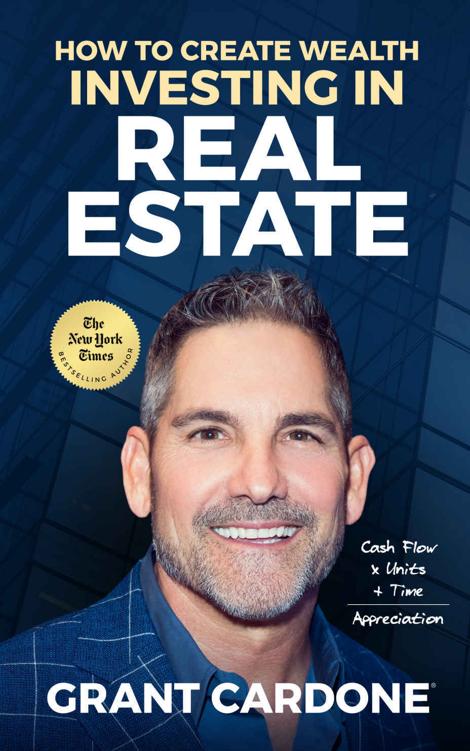 HOW TO CREATE WEALTH
INVESTING IN
REAL
ESTATE
The
New York
Times
BESTSELLING AUTHOR
Cash Flow
x Units
+ Time
Appreciation
GRANT CARDONE®